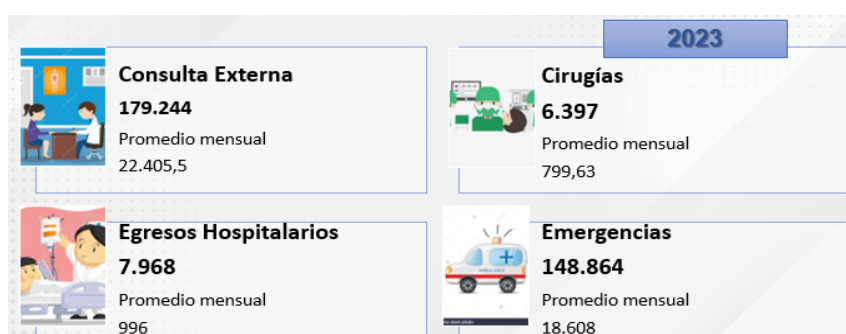 2023
Consulta Externa
179.244
Promedio mensual
22.405,5
Cirugías
6.397
Promedio mensual
799,63
Egresos Hospitalarios
7.968
Promedio mensual
996
Emergencias
148.864
Promedio mensual
18.608
AMBULANCE